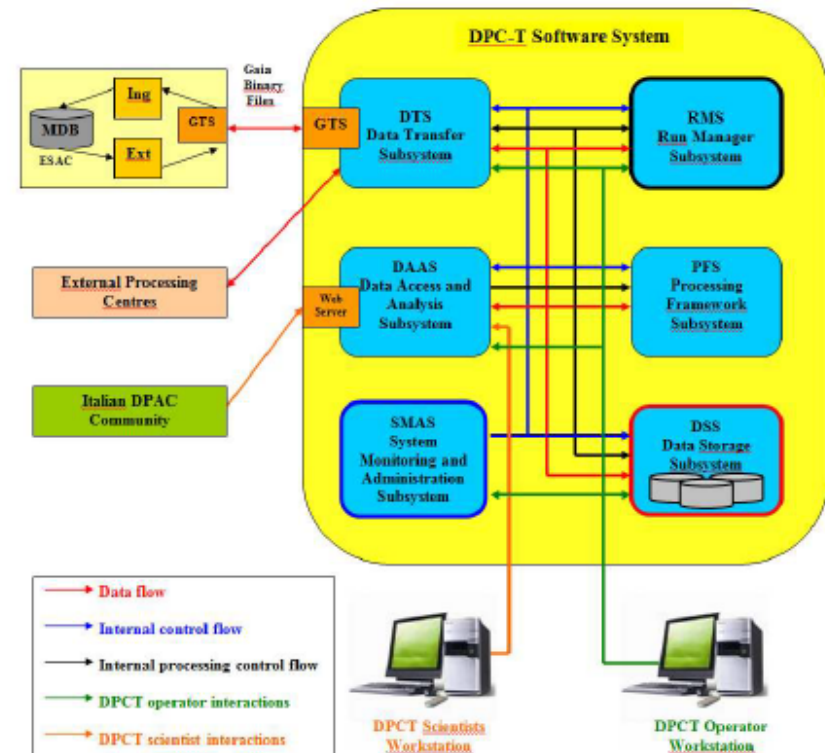 DPC-T Software System
Gaia
Binary
Files
Ing
MDB
GTS
ESAC
Ext
GTS
DTS
Data Transfer
Subsystem
RMS
Run Manager
Subsystem
External Processing
Centres
Web
Server
DAAS
Data Access and
Analysis
Subsystem
PFS
Processing
Framework
Subsystem
Italian DPAC
Community
SMAS
System
Monitoring and
Administration
Subsystem
DSS
Data Storage
Subsystem
Data flow
Internal control flow
Internal processing control flow
DPCT operator interactions
DPCT scientist interactions
DPCT Scientists
Workstation
DPCT Operator
Workstation